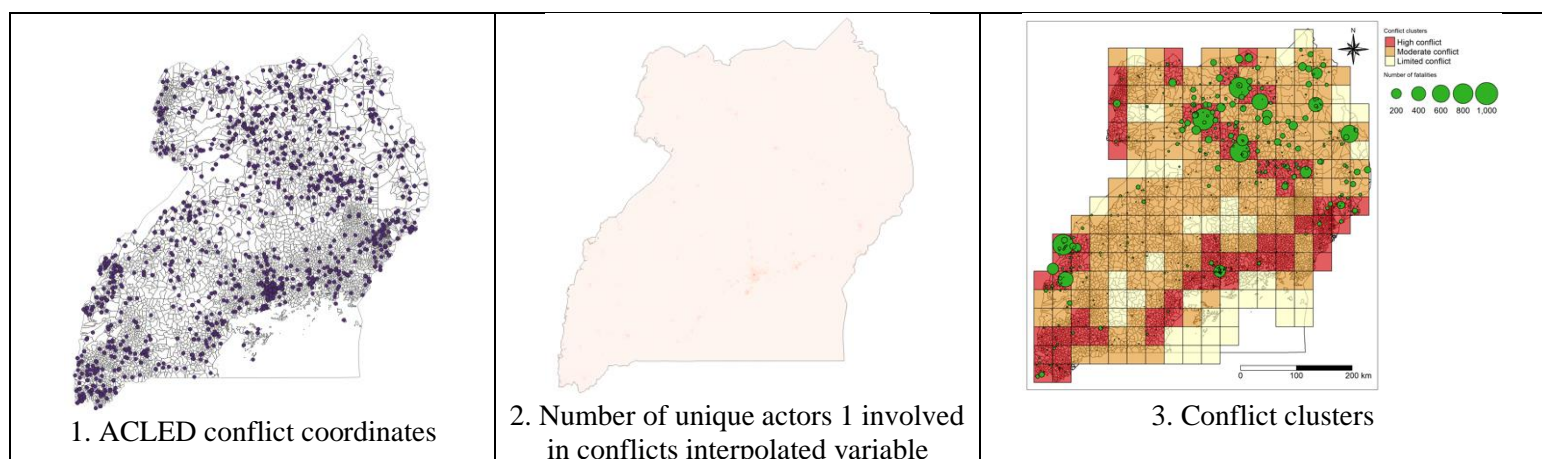 N
Conflict clusters
High conflict
Moderate conflict
Limited conflict
Number of fatalities
200 400 600 800 1,000
0 100 200 km
1. ACLED conflict coordinates
2. Number of unique actors 1 involved
in conflicts interpolated variable
3. Conflict clusters